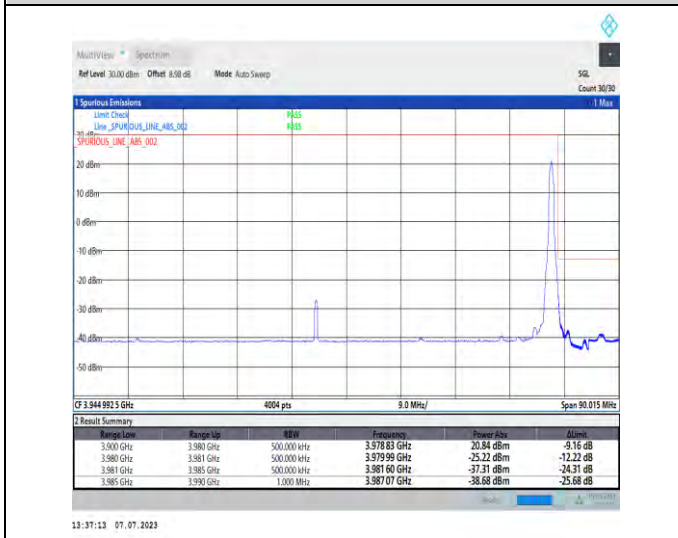 MultiView Spectrum
Ref Level 30.00 dBm Offset 8.98 dB Mode Auto Sweep SGL
Count 30/30
1 Spurious Emissions 1 Max
Limit Check PASS
Line _SPURIOUS_LINE_ABS_002 PASS
30 dBm
_SPURIOUS_LINE_ABS_002
20 dBm
10 dBm
0 dBm
-10 dBm
-20 dBm
-30 dBm
-40 dBm
-50 dBm
CF 3.944 992 5 GHz 4004 pts 9.0 MHz/ Span 90.015 MHz
2 Result Summary
Range Low Range Up RBW Frequency Power Abs ΔLimit
3.900 GHz 3.980 GHz 500.000 kHz 3.978 83 GHz 20.84 dBm -9.16 dB
3.980 GHz 3.981 GHz 500.000 kHz 3.979 99 GHz -25.22 dBm -12.22 dB
3.981 GHz 3.985 GHz 500.000 kHz 3.981 60 GHz -37.31 dBm -24.31 dB
3.985 GHz 3.990 GHz 1.000 MHz 3.987 07 GHz -38.68 dBm -25.68 dB
13:37:13 07.07.2023